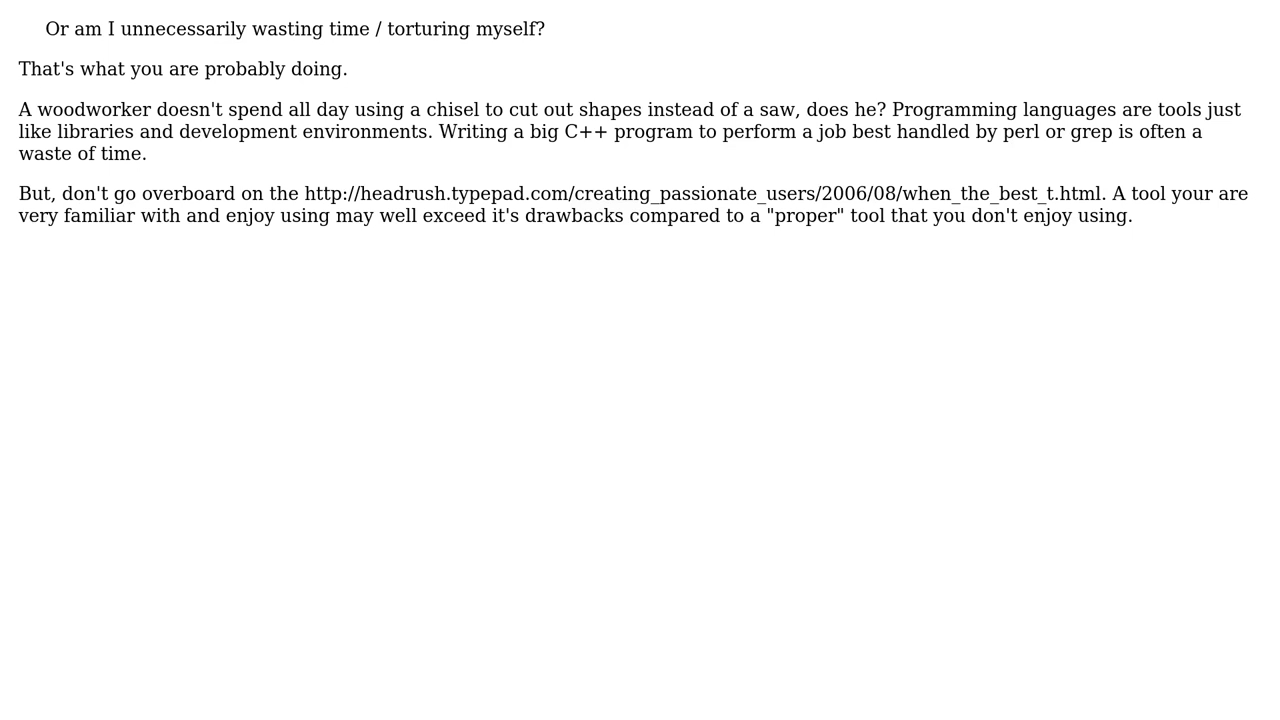 Or am I unnecessarily wasting time / torturing myself?
That's what you are probably doing.
A woodworker doesn't spend all day using a chisel to cut out shapes instead of a saw, does he? Programming languages are tools just
like libraries and development environments. Writing a big C++ program to perform a job best handled by perl or grep is often a
waste of time.
But, don't go overboard on the http://headrush.typepad.com/creating_passionate_users/2006/08/when_the_best_t.html. A tool your are
very familiar with and enjoy using may well exceed it's drawbacks compared to a "proper" tool that you don't enjoy using.